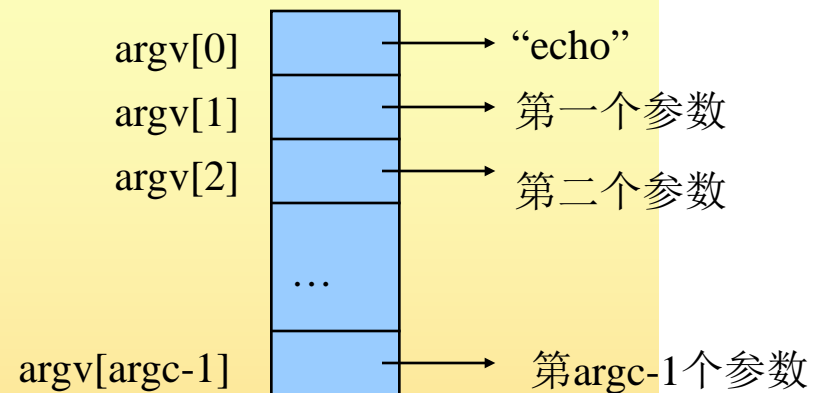 argv[0] “echo”
argv[1] 第一个参数
argv[2] 第二个参数
…
argv[argc-1] 第argc-1个参数